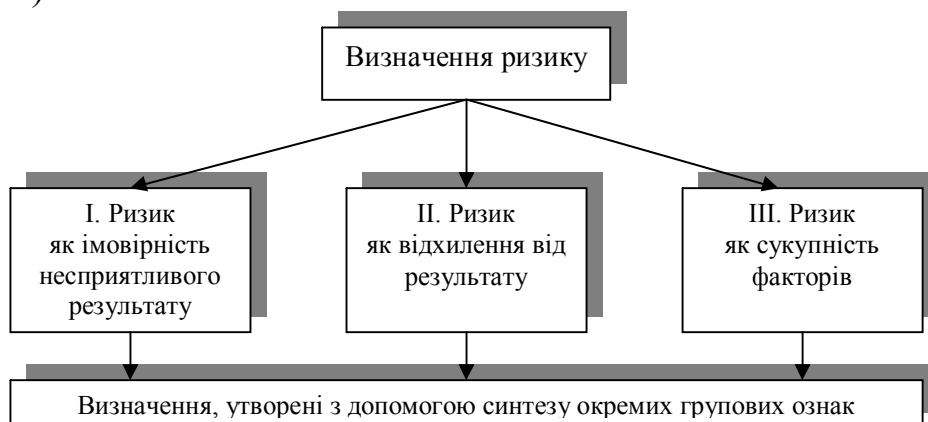 )
Визначення ризику
I. Ризик
як імовірність
несприятливого
результату
II. Ризик
як відхилення від
результату
III. Ризик
як сукупність
факторів
Визначення, утворені з допомогою синтезу окремих групових ознак